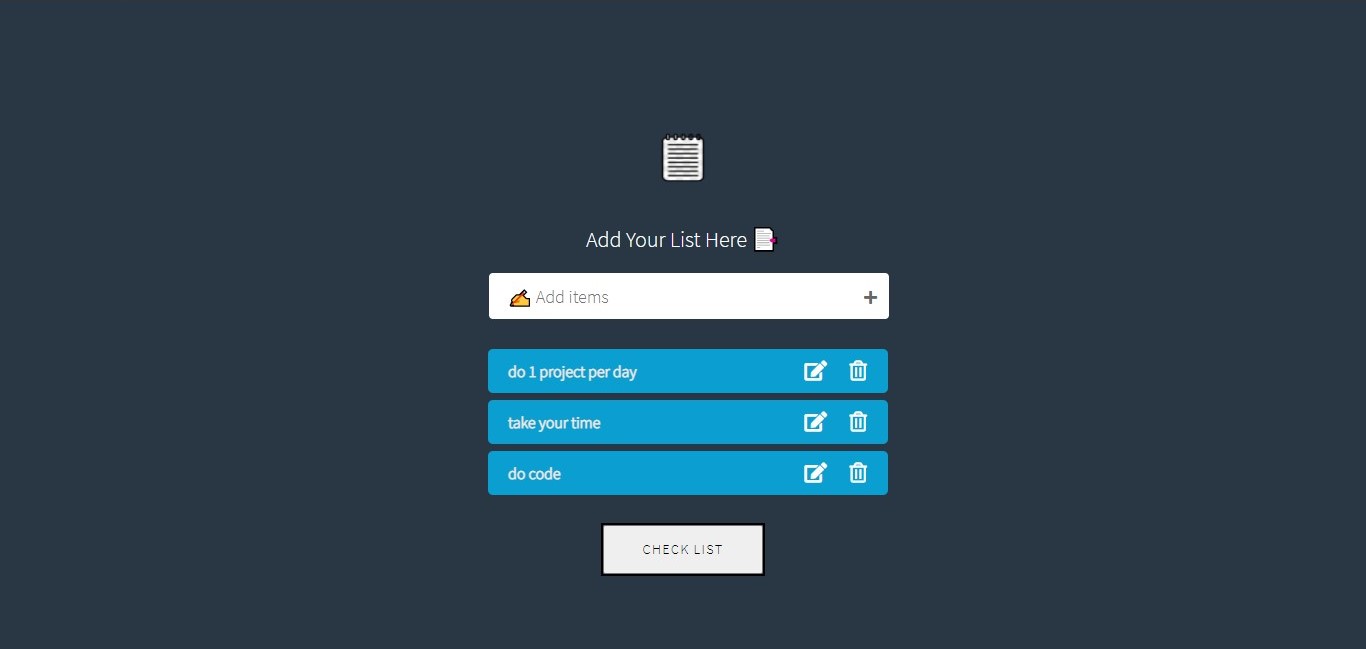 Add Your List Here 📑
✍️ Add items
do 1 project per day
take your time
do code
CHECK LIST